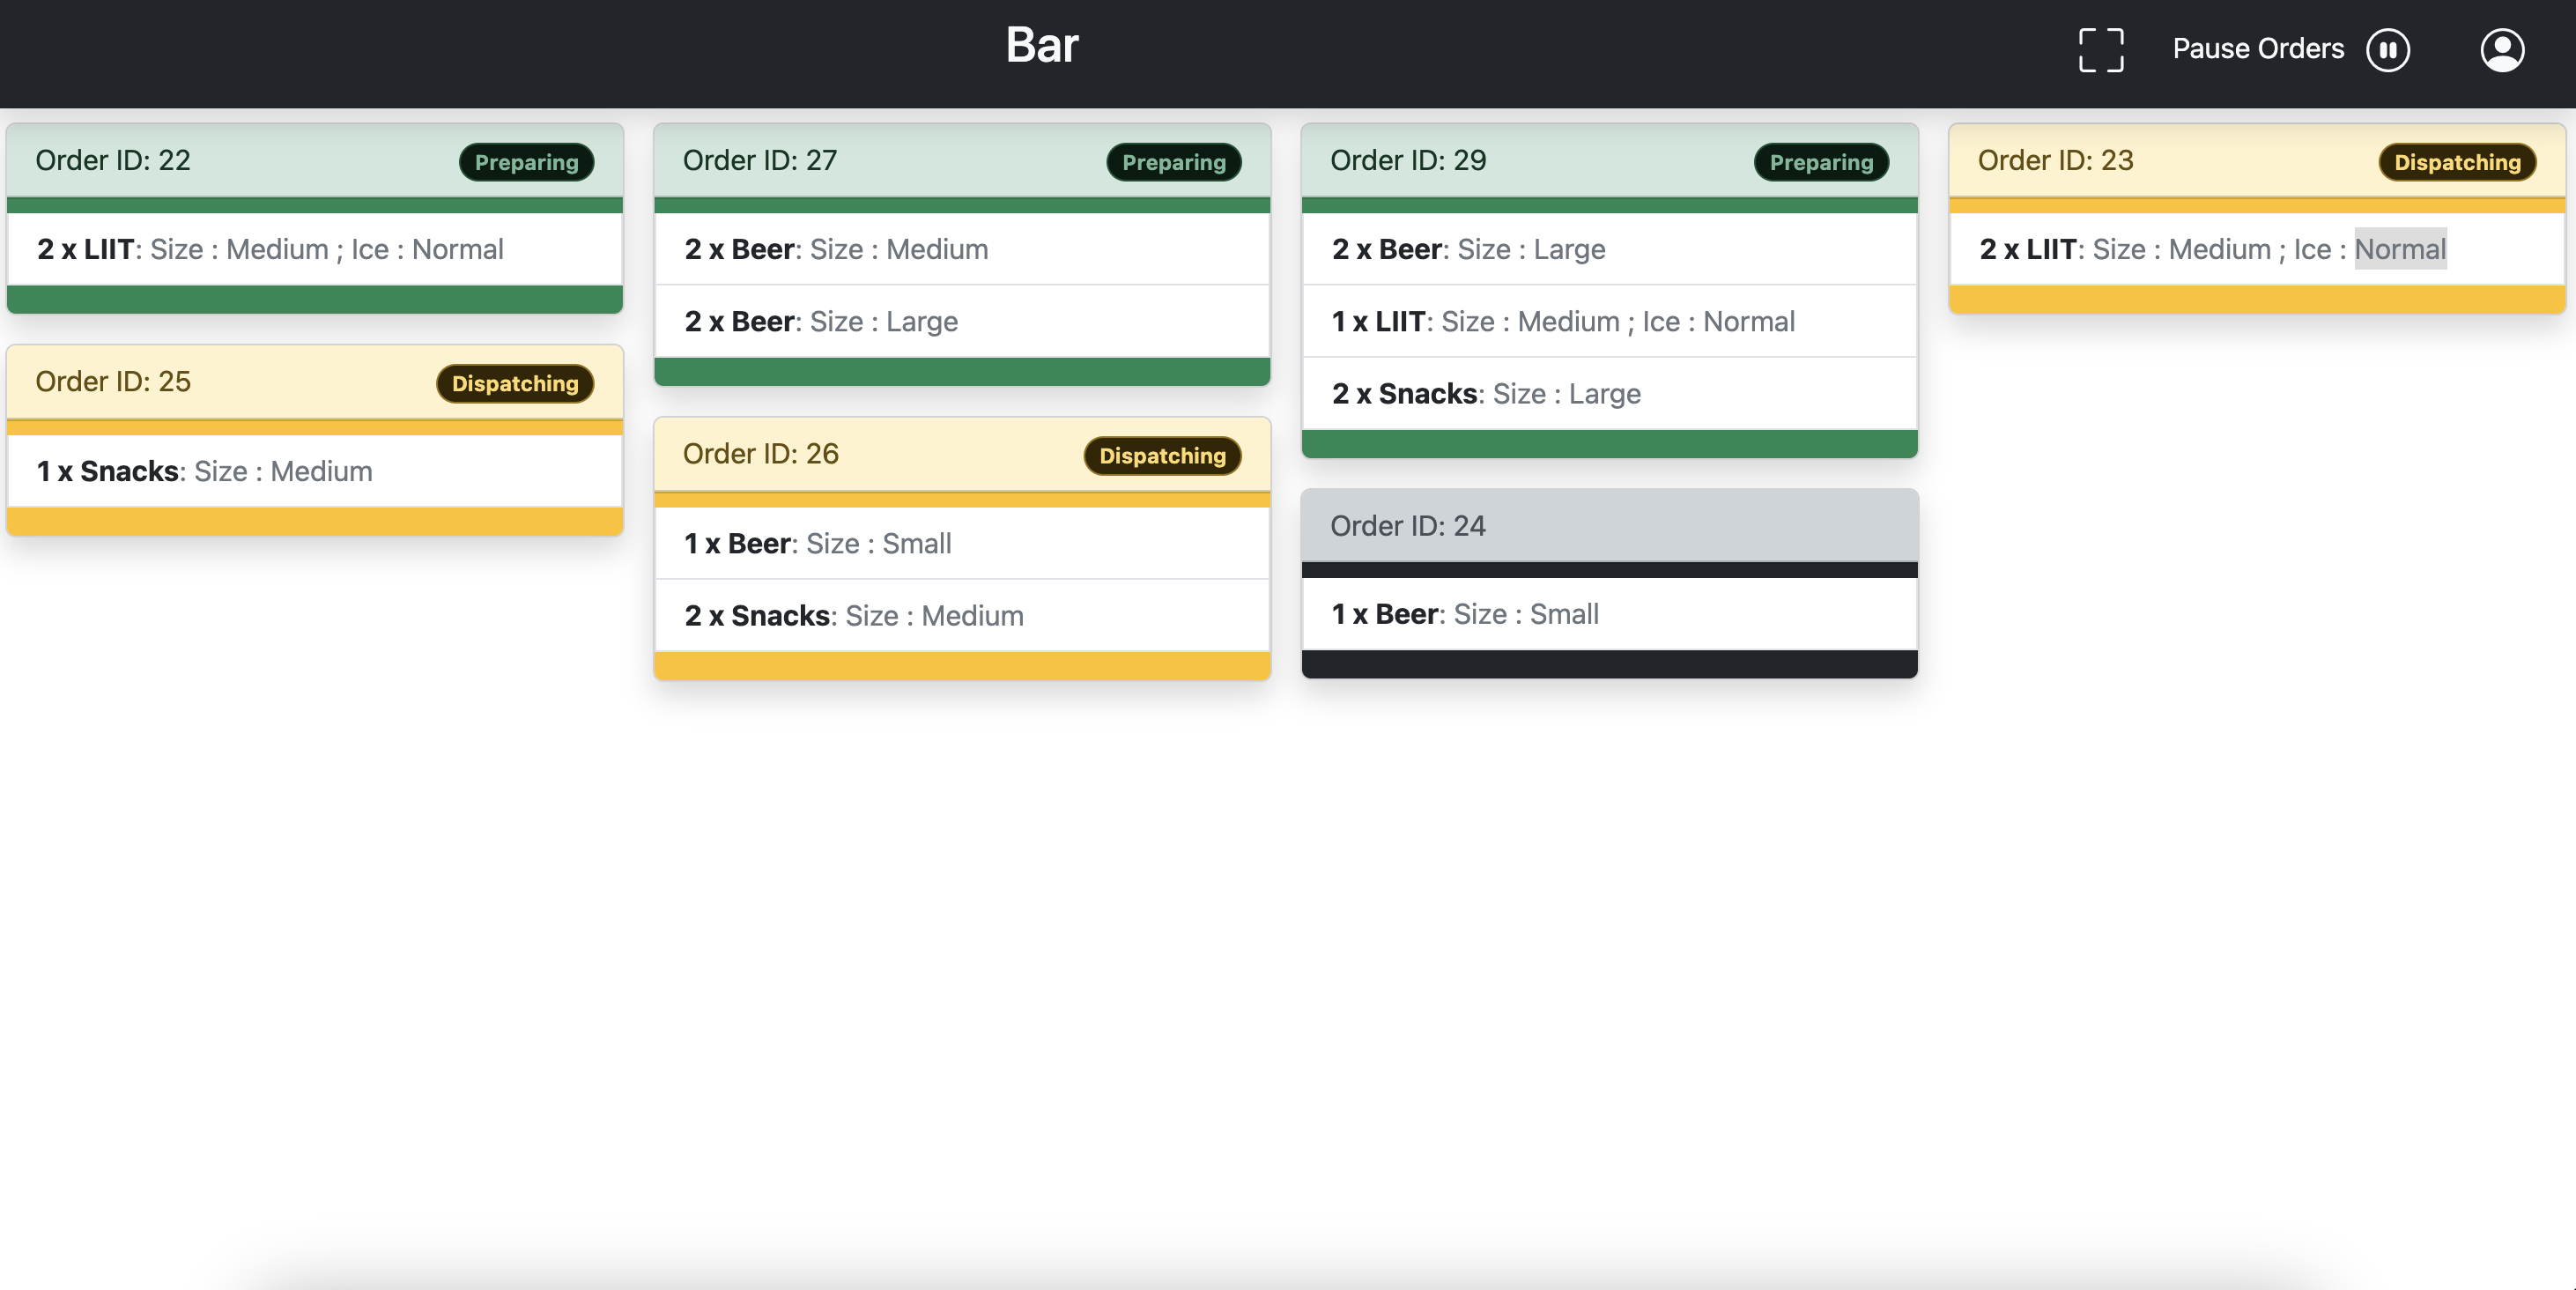 Bar
Pause Orders
Order ID: 22 Preparing
2 x LIIT: Size : Medium ; Ice : Normal
Order ID: 25 Dispatching
1 x Snacks: Size : Medium
Order ID: 27 Preparing
2 x Beer: Size : Medium
2 x Beer: Size : Large
Order ID: 26 Dispatching
1 x Beer: Size : Small
2 x Snacks: Size : Medium
Order ID: 29 Preparing
2 x Beer: Size : Large
1 x LIIT: Size : Medium ; Ice : Normal
2 x Snacks: Size : Large
Order ID: 24
1 x Beer: Size : Small
Order ID: 23 Dispatching
2 x LIIT: Size : Medium ; Ice : Normal